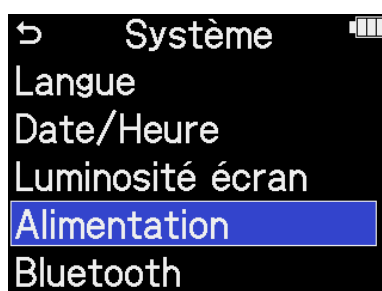 Système
Langue
Date/Heure
Luminosité écran
Alimentation
Bluetooth